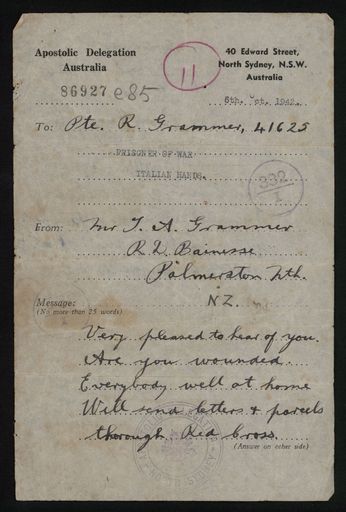 Apostolic Delegation
Australia
11
40 Edward Street,
North Sydney, N.S.W.
Australia
86927 e85
6th. Oct. 1942.
To: Pte. R. Grammer, 41625
PRISONER OF WAR
ITALIAN HANDS.
332
From: Mr T. A. Grammer
R.D. Bainesse
Palmerston Nth.
N.Z.
Message:
(No more than 25 words)
Very pleased to hear of you.
Are you wounded.
Everybody well at home
Will send letters & parcels
thorough Red Cross.
(Answer on other side)